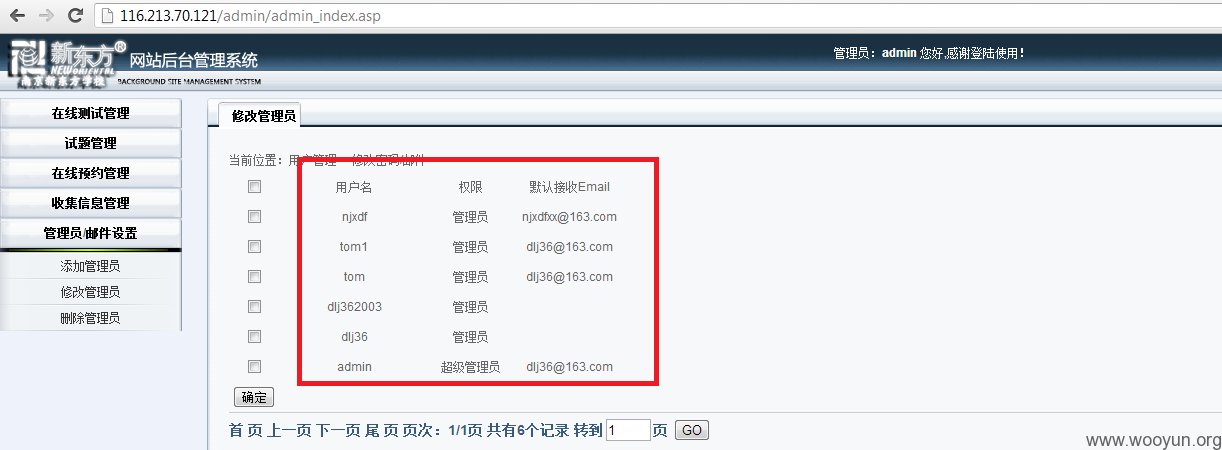 116.213.70.121/admin/admin_index.asp
新东方® 网站后台管理系统
NEW ORIENTAL
南京新东方学校 BACKGROUND SITE MANAGEMENT SYSTEM
管理员：admin 您好,感谢登陆使用！
在线测试管理
试题管理
在线预约管理
收集信息管理
管理员/邮件设置
添加管理员
修改管理员
删除管理员
修改管理员
当前位置：用户管理 修改密码/邮件
用户名 权限 默认接收Email
njxdf 管理员 njxdfxx@163.com
tom1 管理员 dlj36@163.com
tom 管理员 dlj36@163.com
dlj362003 管理员
dlj36 管理员
admin 超级管理员 dlj36@163.com
确定
首 页 上一页 下一页 尾 页 页次：1/1页 共有6个记录 转到 1 页 GO
www.wooyun.org